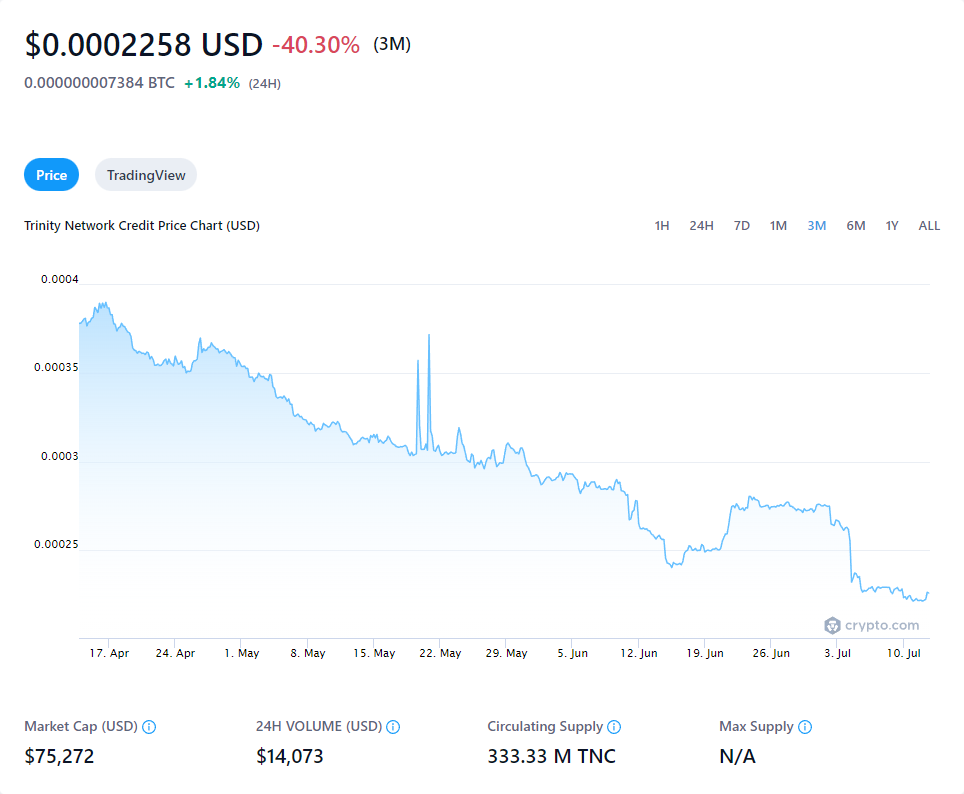 $0.0002258 USD -40.30% (3M)
0.000000007384 BTC +1.84% (24H)
Price TradingView
Trinity Network Credit Price Chart (USD) 1H 24H 7D 1M 3M 6M 1Y ALL
0.0004
0.00035
0.0003
0.00025
crypto.com
17. Apr 24. Apr 1. May 8. May 15. May 22. May 29. May 5. Jun 12. Jun 19. Jun 26. Jun 3. Jul 10. Jul
Market Cap (USD) 24H VOLUME (USD) Circulating Supply Max Supply
$75,272 $14,073 333.33 M TNC N/A